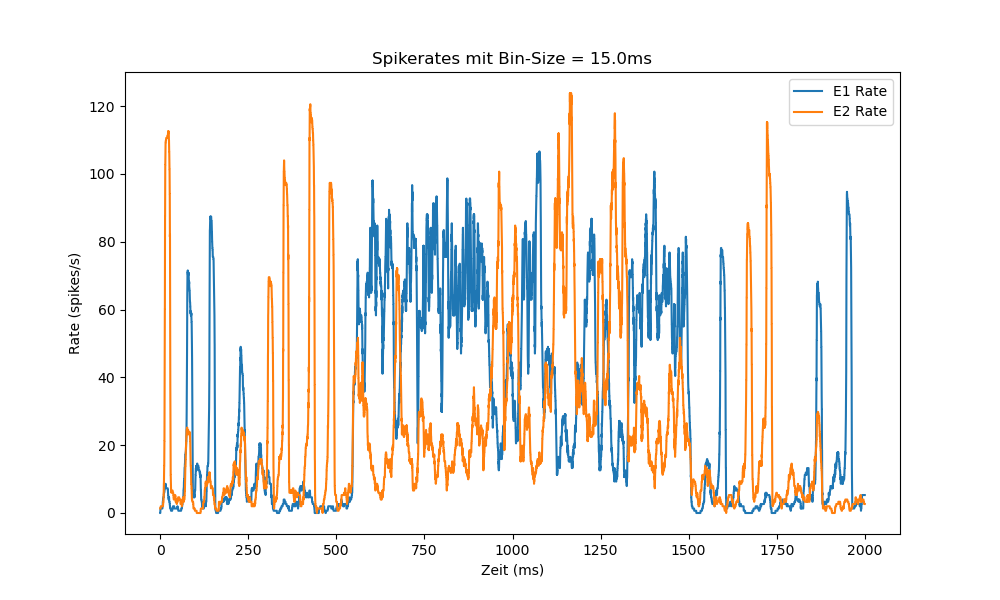 Spikerates mit Bin-Size = 15.0ms
E1 Rate
E2 Rate
120
100
80
60
40
20
0
Rate (spikes/s)
0 250 500 750 1000 1250 1500 1750 2000
Zeit (ms)